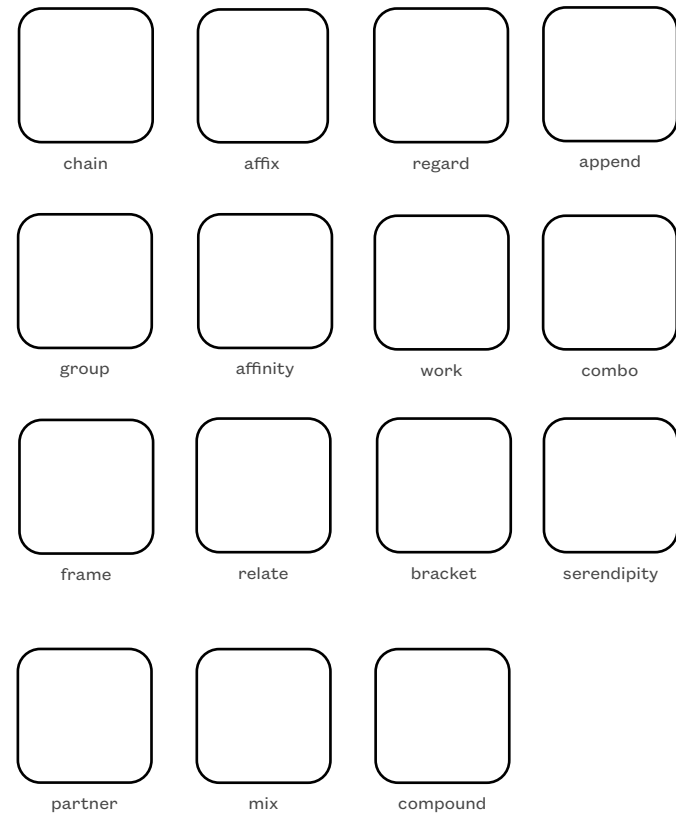 chain affix regard append
group affinity work combo
frame relate bracket serendipity
partner mix compound